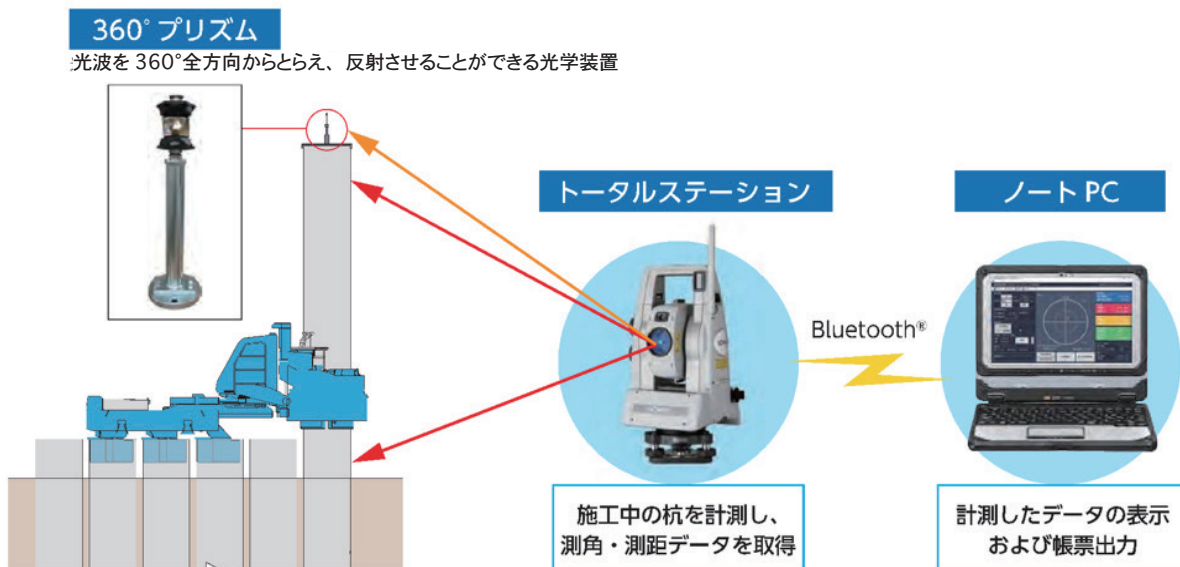 360°プリズム
光波を360°全方向からとらえ、反射させることができる光学装置
トータルステーション
ノートPC
Bluetooth®
施工中の杭を計測し、
測角・測距データを取得
計測したデータの表示
および帳票出力